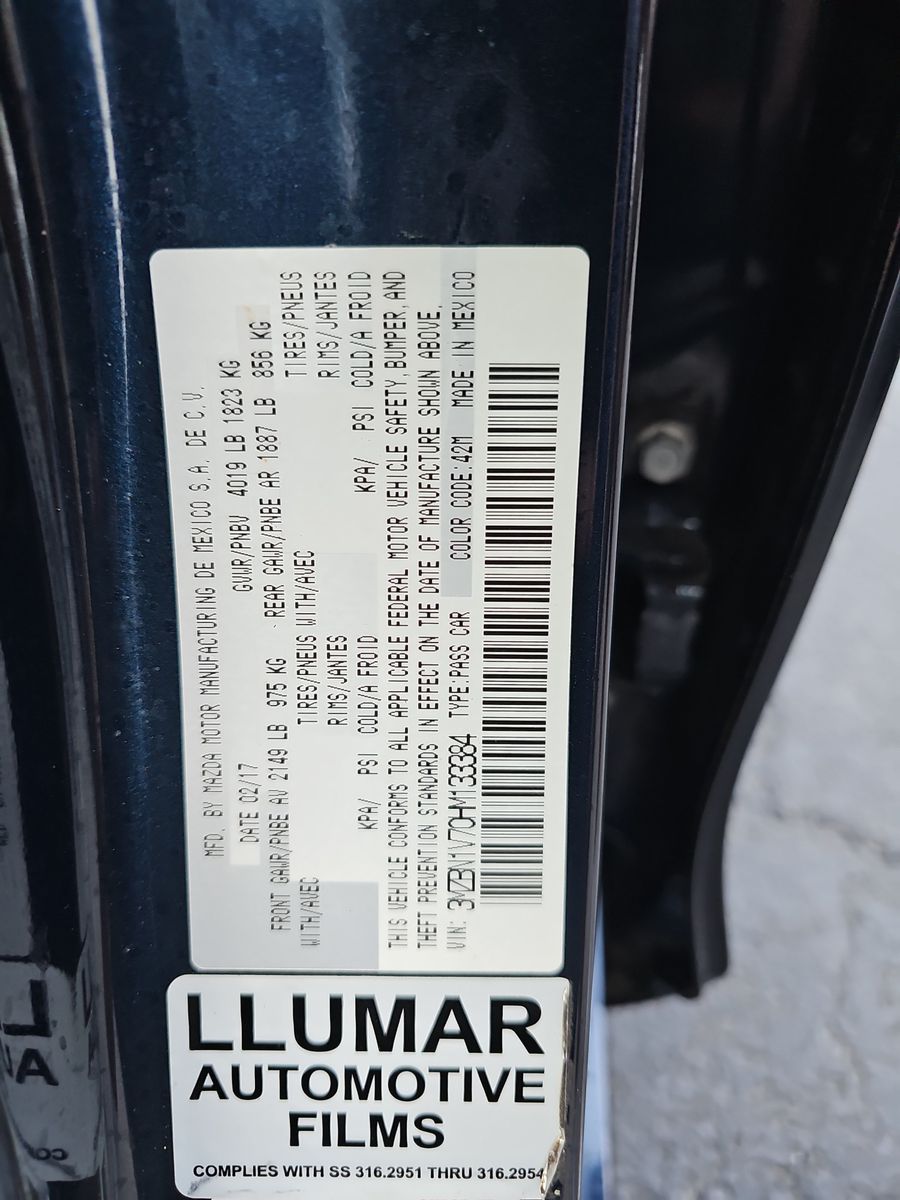 MFD. BY MAZDA MOTOR MANUFACTURING DE MEXICO S.A. DE C.V.
DATE 02/17 GVWR/PNBV 4019 LB 1823 KG
FRONT GAWR/PNBE AV 2149 LB 975 KG REAR GAWR/PNBE AR 1887 LB 856 KG
WITH/AVEC TIRES/PNEUS WITH/AVEC TIRES/PNEUS
RIMS/JANTES RIMS/JANTES
KPA/ PSI COLD/A FROID KPA/ PSI COLD/A FROID
THIS VEHICLE CONFORMS TO ALL APPLICABLE FEDERAL MOTOR VEHICLE SAFETY, BUMPER, AND
THEFT PREVENTION STANDARDS IN EFFECT ON THE DATE OF MANUFACTURE SHOWN ABOVE.
VIN: 3MZBN1V70HM133384 TYPE:PASS CAR COLOR CODE:42M MADE IN MEXICO
LLUMAR
AUTOMOTIVE
FILMS
COMPLIES WITH SS 316.2951 THRU 316.2954